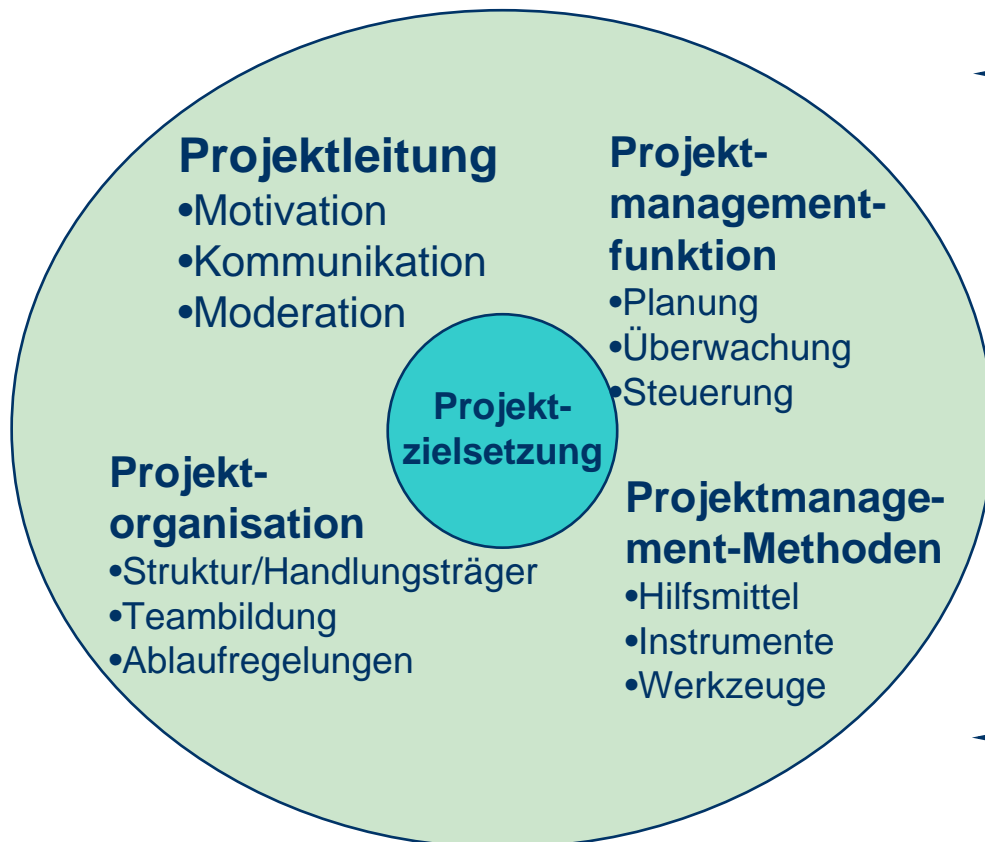 Projektleitung
•Motivation
•Kommunikation
•Moderation
Projekt-
management-
funktion
•Planung
•Überwachung
•Steuerung
Projekt-
zielsetzung
Projekt-
organisation
•Struktur/Handlungsträger
•Teambildung
•Ablaufregelungen
Projektmanage-
ment-Methoden
•Hilfsmittel
•Instrumente
•Werkzeuge